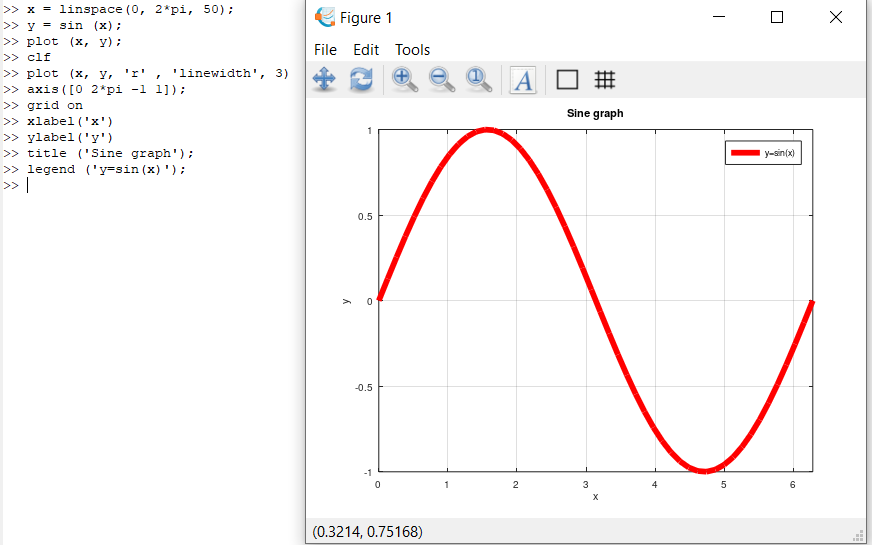 >> x = linspace(0, 2*pi, 50);
>> y = sin (x);
>> plot (x, y);
>> clf
>> plot (x, y, 'r' , 'linewidth', 3)
>> axis([0 2*pi -1 1]);
>> grid on
>> xlabel('x')
>> ylabel('y')
>> title ('Sine graph');
>> legend ('y=sin(x)');
>>
Figure 1
File Edit Tools
1
A
Sine graph
y=sin(x)
1
0.5
0
-0.5
-1
y
0 1 2 3 4 5 6
x
(0.3214, 0.75168)